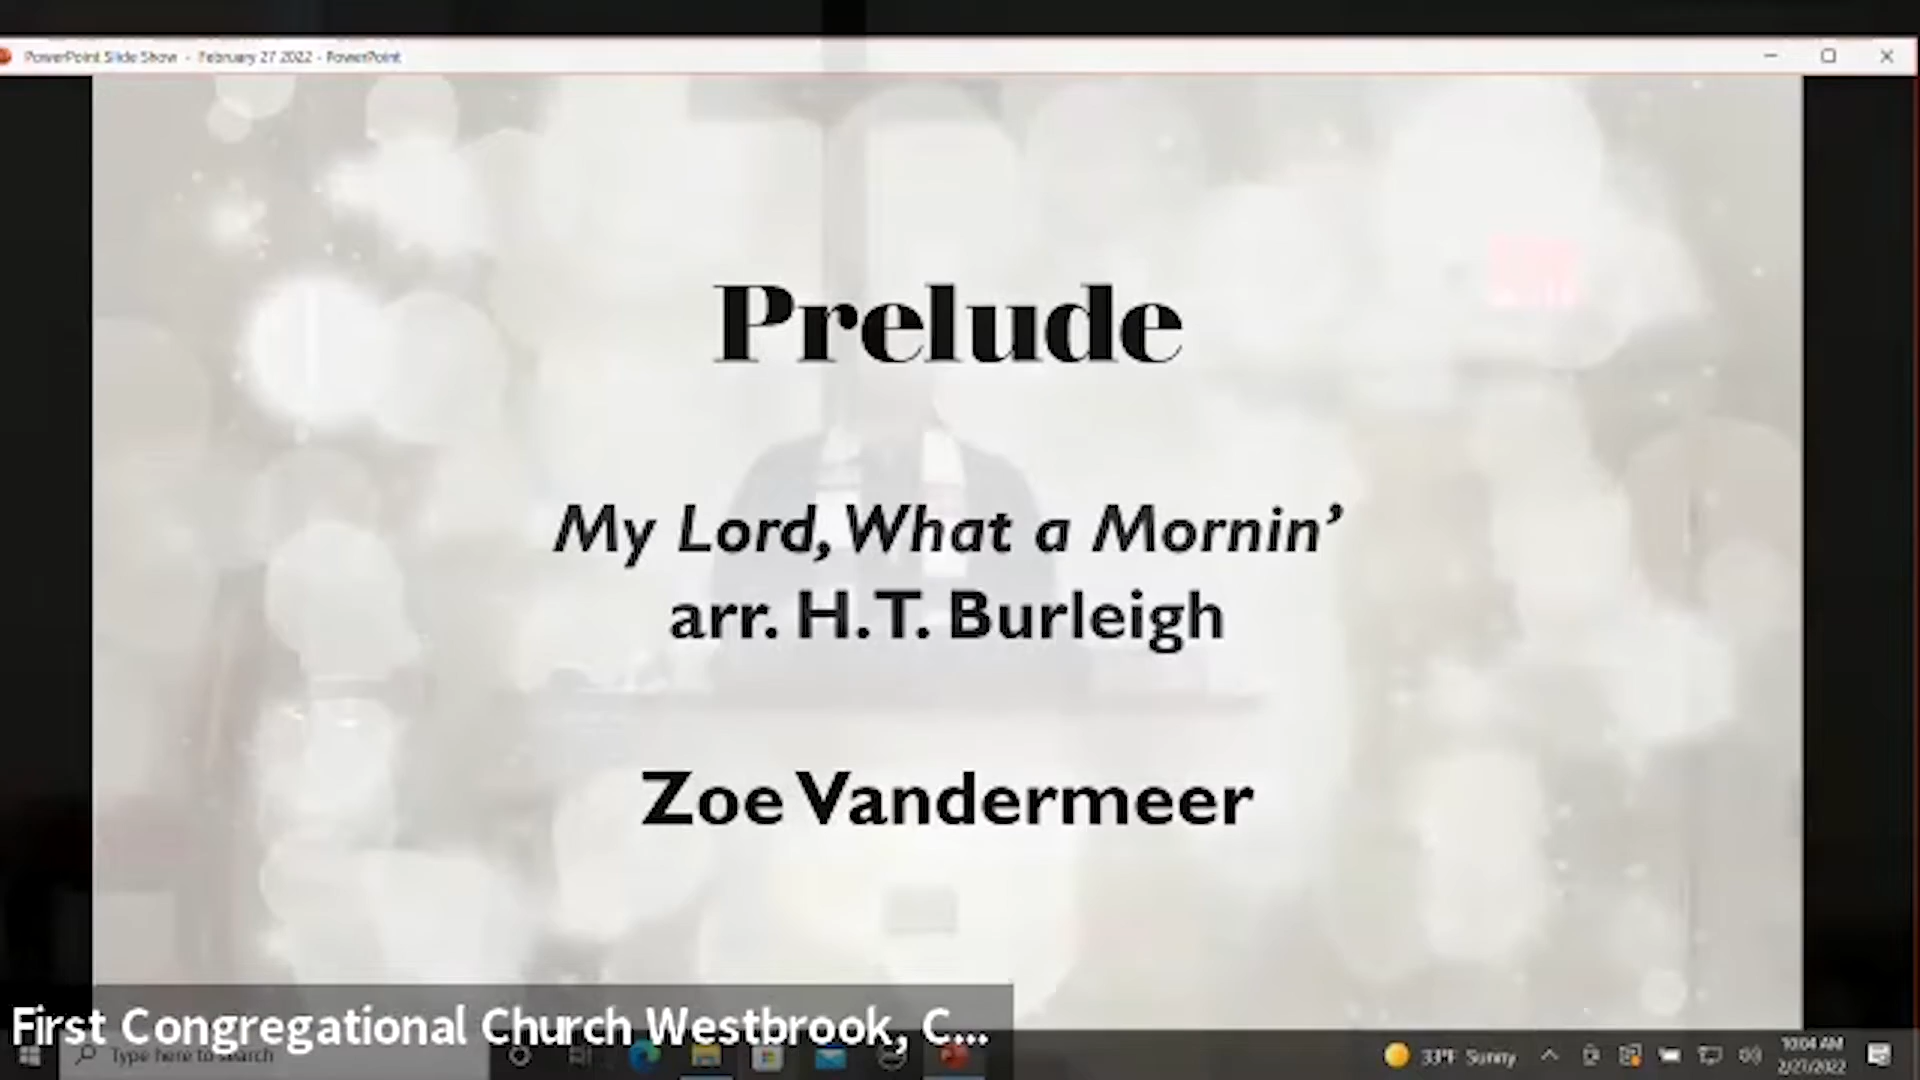 PowerPoint Slide Show - February 27 2022 - PowerPoint
Prelude
My Lord, What a Mornin’
arr. H.T. Burleigh
Zoe Vandermeer
First Congregational Church Westbrook, C...
Type here to search
33°F Sunny
10:04 AM
2/27/2022